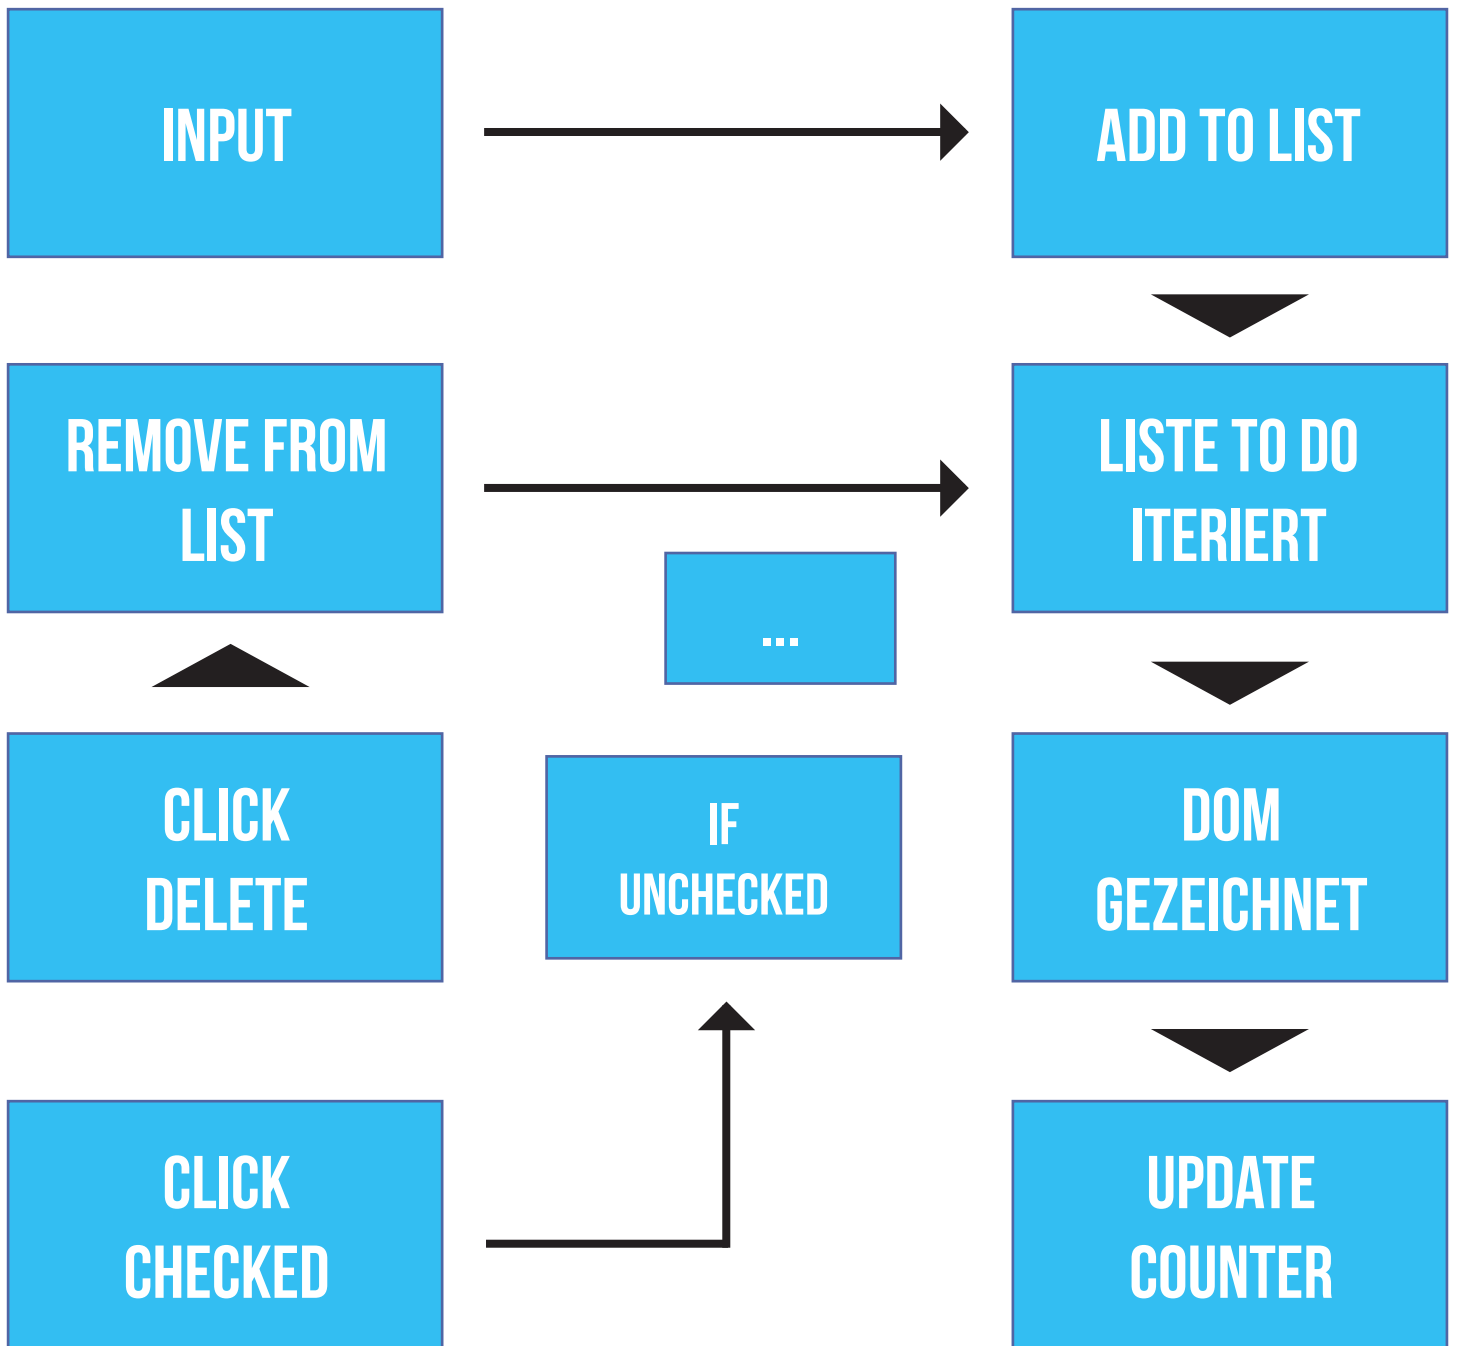 INPUT
ADD TO LIST
REMOVE FROM
LIST
LISTE TO DO
ITERIERT
...
CLICK
DELETE
IF
UNCHECKED
DOM
GEZEICHNET
CLICK
CHECKED
UPDATE
COUNTER